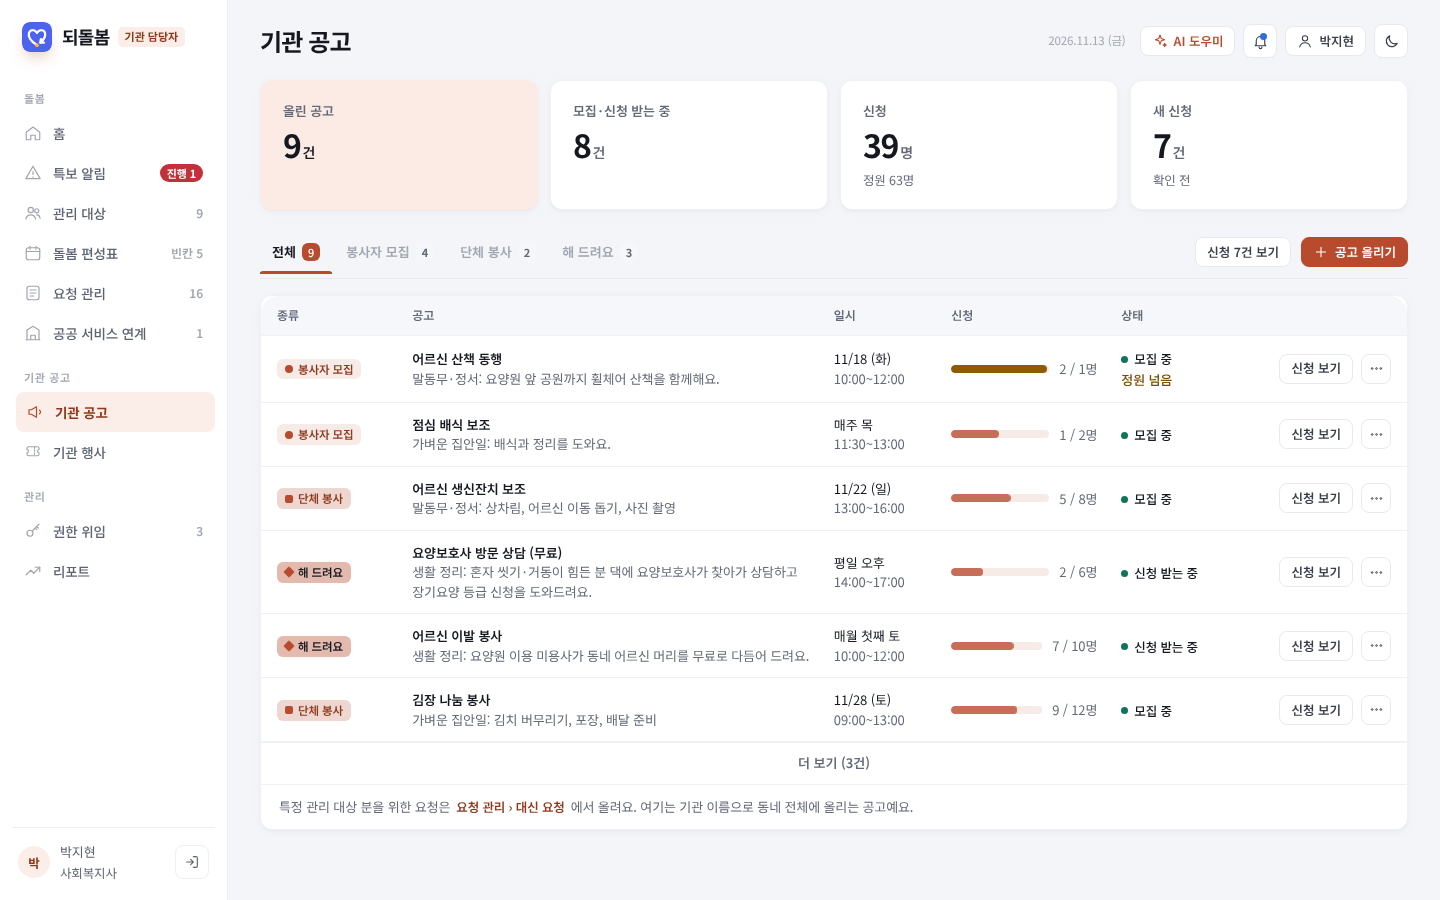 되돌봄 기관 담당자
돌봄
홈
특보 알림 진행 1
관리 대상 9
돌봄 편성표 빈칸 5
요청 관리 16
공공 서비스 연계 1
기관 공고
기관 공고
기관 행사
관리
권한 위임 3
리포트
박
박지현
사회복지사
기관 공고
2026.11.13 (금)
AI 도우미
박지현
올린 공고
9건
모집·신청 받는 중
8건
신청
39명
정원 63명
새 신청
7건
확인 전
전체 9
봉사자 모집 4
단체 봉사 2
해 드려요 3
신청 7건 보기
공고 올리기
종류 공고 일시 신청 상태
봉사자 모집
어르신 산책 동행
말동무·정서: 요양원 앞 공원까지 휠체어 산책을 함께해요.
11/18 (화)
10:00~12:00
2 / 1명
모집 중
정원 넘음
신청 보기
봉사자 모집
점심 배식 보조
가벼운 집안일: 배식과 정리를 도와요.
매주 목
11:30~13:00
1 / 2명
모집 중
신청 보기
단체 봉사
어르신 생신잔치 보조
말동무·정서: 상차림, 어르신 이동 돕기, 사진 촬영
11/22 (일)
13:00~16:00
5 / 8명
모집 중
신청 보기
해 드려요
요양보호사 방문 상담 (무료)
생활 정리: 혼자 씻기·거동이 힘든 분 댁에 요양보호사가 찾아가 상담하고
장기요양 등급 신청을 도와드려요.
평일 오후
14:00~17:00
2 / 6명
신청 받는 중
신청 보기
해 드려요
어르신 이발 봉사
생활 정리: 요양원 이용 미용사가 동네 어르신 머리를 무료로 다듬어 드려요.
매월 첫째 토
10:00~12:00
7 / 10명
신청 받는 중
신청 보기
단체 봉사
김장 나눔 봉사
가벼운 집안일: 김치 버무리기, 포장, 배달 준비
11/28 (토)
09:00~13:00
9 / 12명
모집 중
신청 보기
더 보기 (3건)
특정 관리 대상 분을 위한 요청은 요청 관리 › 대신 요청 에서 올려요. 여기는 기관 이름으로 동네 전체에 올리는 공고예요.